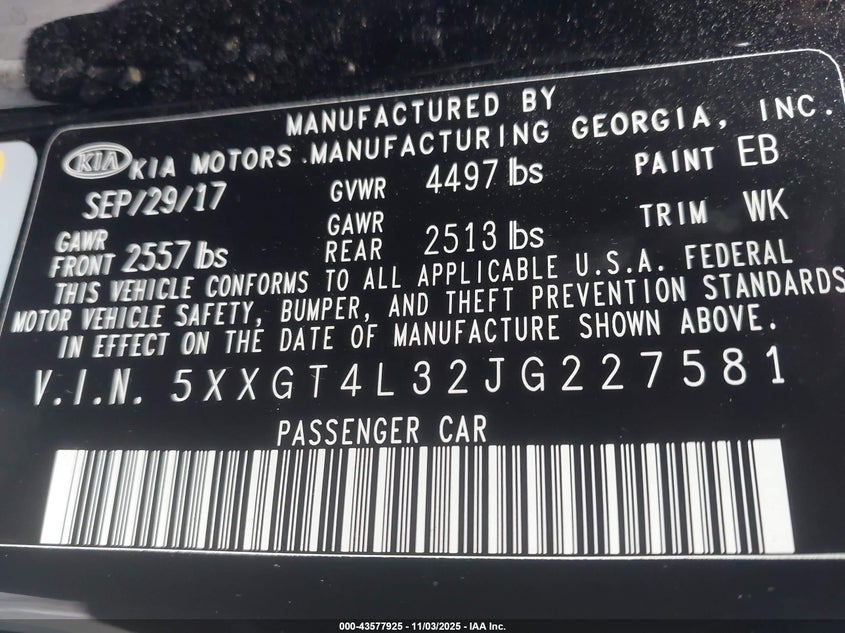 MANUFACTURED BY
KIA KIA MOTORS MANUFACTURING GEORGIA, INC.
SEP/29/17 GVWR 4497 lbs PAINT EB
GAWR FRONT 2557 lbs GAWR REAR 2513 lbs TRIM WK
THIS VEHICLE CONFORMS TO ALL APPLICABLE U.S.A. FEDERAL
MOTOR VEHICLE SAFETY, BUMPER, AND THEFT PREVENTION STANDARDS
IN EFFECT ON THE DATE OF MANUFACTURE SHOWN ABOVE.
V.I.N. 5XXGT4L32JG227581
PASSENGER CAR
000-43577925 - 11/03/2025 - IAA Inc.